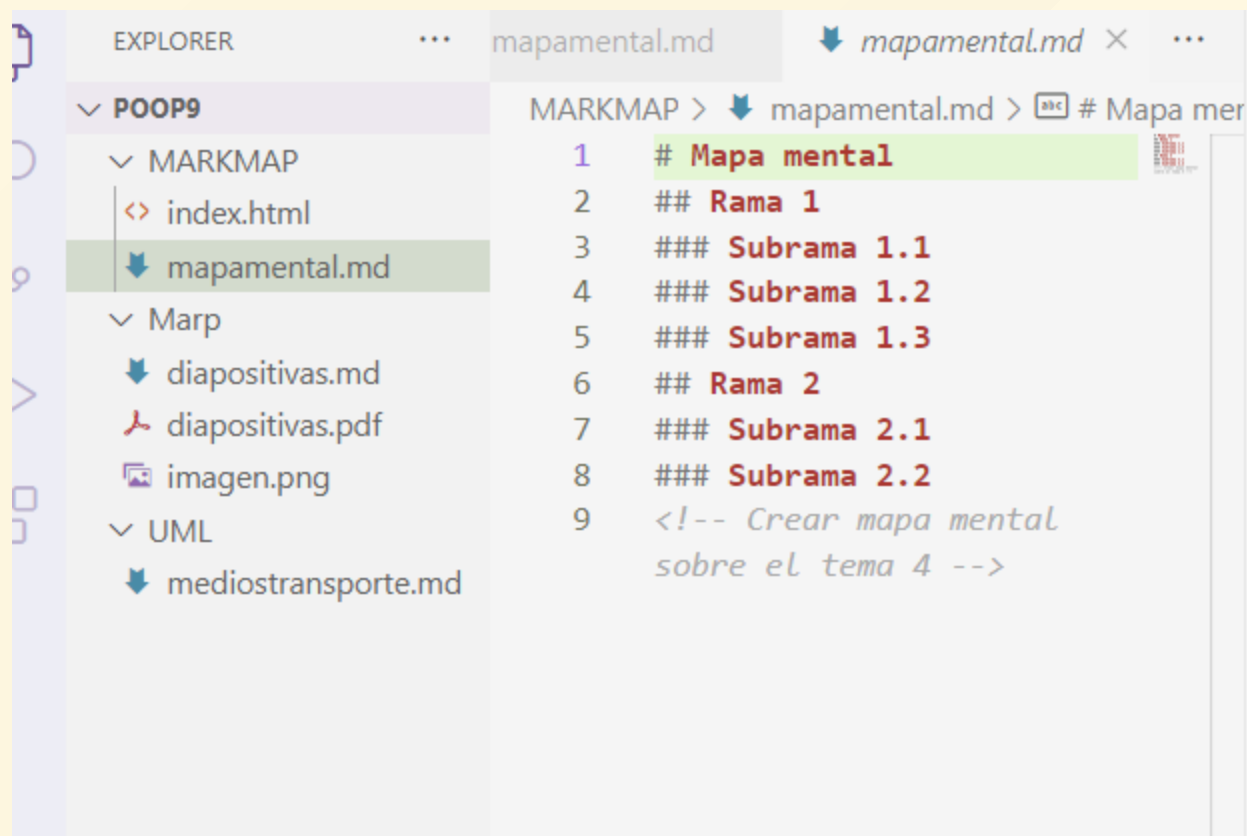 EXPLORER
POOP9
MARKMAP
index.html
mapamental.md
Marp
diapositivas.md
diapositivas.pdf
imagen.png
UML
mediostransporte.md
mapamental.md
mapamental.md
MARKMAP > mapamental.md > # Mapa mer
1 # Mapa mental
2 ## Rama 1
3 ### Subrama 1.1
4 ### Subrama 1.2
5 ### Subrama 1.3
6 ## Rama 2
7 ### Subrama 2.1
8 ### Subrama 2.2
9 <!-- Crear mapa mental
sobre el tema 4 -->